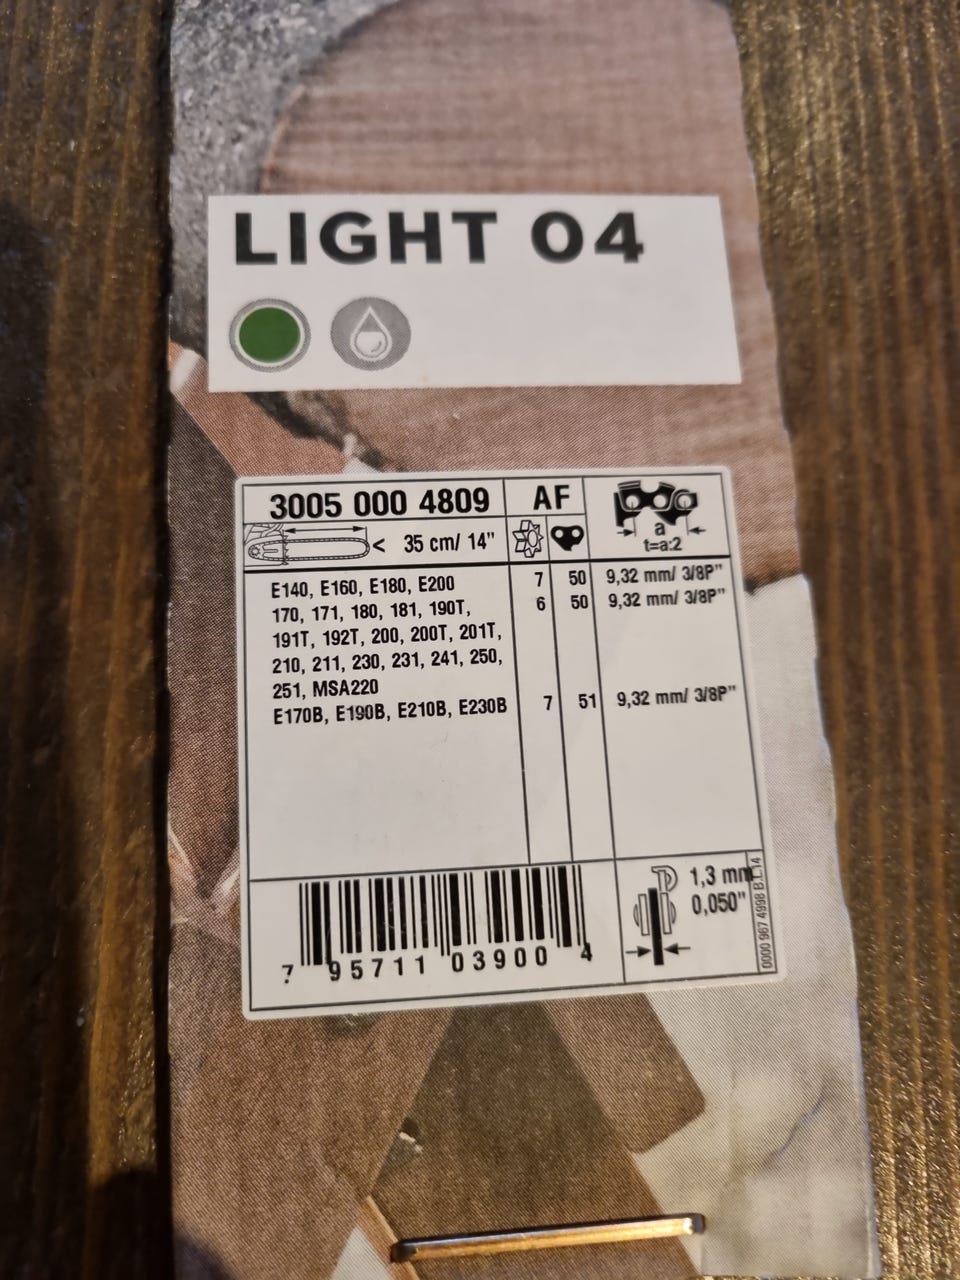 LIGHT 04
3005 000 4809 AF
a
t=a:2
< 35 cm/ 14"
E140, E160, E180, E200 7 50 9,32 mm/ 3/8P"
170, 171, 180, 181, 190T, 6 50 9,32 mm/ 3/8P"
191T, 192T, 200, 200T, 201T,
210, 211, 230, 231, 241, 250,
251, MSA220
E170B, E190B, E210B, E230B 7 51 9,32 mm/ 3/8P"
7 95711 03900 4
1,3 mm
0,050"
0000 967 4998 B.L.14